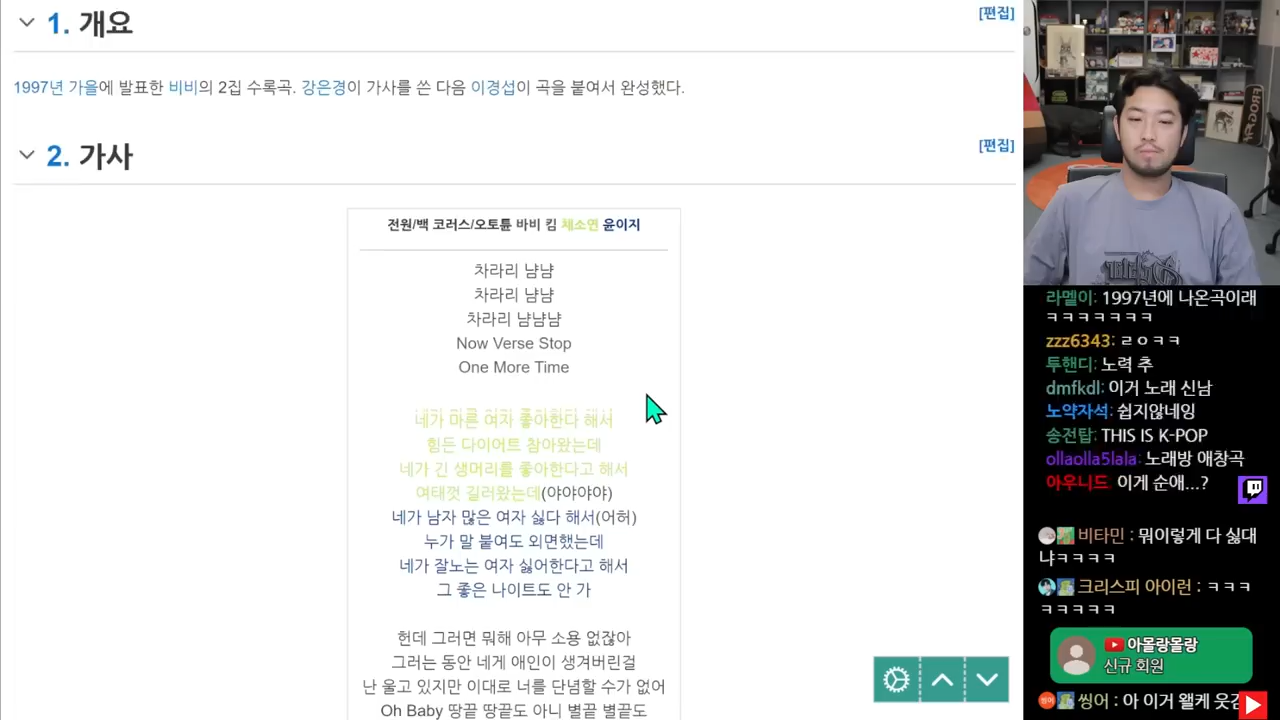 1. 개요
[편집]
1997년 가을에 발표한 비비의 2집 수록곡. 강은경이 가사를 쓴 다음 이경섭이 곡을 붙여서 완성했다.
2. 가사
[편집]
전원/백 코러스/오토튠 바비 킴 채소연 윤이지
차라리 냠냠
차라리 냠냠
차라리 냠냠냠
Now Verse Stop
One More Time
네가 마른 여자 좋아한다 해서
힘든 다이어트 참아왔는데
네가 긴 생머리를 좋아한다고 해서
여태껏 길러왔는데(야야야야)
네가 남자 많은 여자 싫다 해서(어허)
누가 말 붙여도 외면했는데
네가 잘노는 여자 싫어한다고 해서
그 좋은 나이트도 안 가
헌데 그러면 뭐해 아무 소용 없잖아
그러는 동안 네게 애인이 생겨버린걸
난 울고 있지만 이대로 너를 단념할 수가 없어
Oh Baby 땅끝 땅끝도 아니 별끝 별끝도
라멜이: 1997년에 나온곡이래
ㅋㅋㅋㅋㅋㅋㅋ
zzz6343: ㄹㅇㅋㅋ
투핸디: 노력 추
dmfkdl: 이거 노래 신남
노약자석: 쉽지않네잉
송전탑: THIS IS K-POP
ollaolla5lala: 노래방 애창곡
아우니드 이게 순애...?
비타민 : 뭐이렇게 다 싫대
냐ㅋㅋㅋㅋ
크리스피 아이런 : ㅋㅋㅋ
ㅋㅋㅋㅋㅋㅋ
아몰랑몰랑
신규 회원
씽어 : 아 이거 왤케 웃김